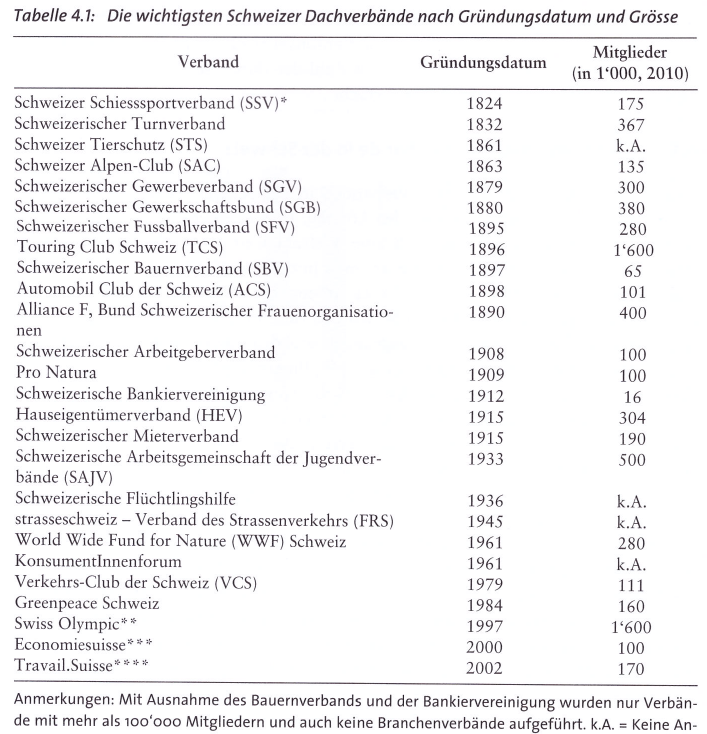 Tabelle 4.1: Die wichtigsten Schweizer Dachverbände nach Gründungsdatum und Grösse
Verband Gründungsdatum Mitglieder
(in 1‘000, 2010)
Schweizer Schiesssportverband (SSV)* 1824 175
Schweizerischer Turnverband 1832 367
Schweizer Tierschutz (STS) 1861 k.A.
Schweizer Alpen-Club (SAC) 1863 135
Schweizerischer Gewerbeverband (SGV) 1879 300
Schweizerischer Gewerkschaftsbund (SGB) 1880 380
Schweizerischer Fussballverband (SFV) 1895 280
Touring Club Schweiz (TCS) 1896 1‘600
Schweizerischer Bauernverband (SBV) 1897 65
Automobil Club der Schweiz (ACS) 1898 101
Alliance F, Bund Schweizerischer Frauenorganisatio- 1890 400
nen
Schweizerischer Arbeitgeberverband 1908 100
Pro Natura 1909 100
Schweizerische Bankiervereinigung 1912 16
Hauseigentümerverband (HEV) 1915 304
Schweizerischer Mieterverband 1915 190
Schweizerische Arbeitsgemeinschaft der Jugendver- 1933 500
bände (SAJV)
Schweizerische Flüchtlingshilfe 1936 k.A.
strasseschweiz – Verband des Strassenverkehrs (FRS) 1945 k.A.
World Wide Fund for Nature (WWF) Schweiz 1961 280
KonsumentInnenforum 1961 k.A.
Verkehrs-Club der Schweiz (VCS) 1979 111
Greenpeace Schweiz 1984 160
Swiss Olympic** 1997 1‘600
Economiesuisse*** 2000 100
Travail.Suisse**** 2002 170
Anmerkungen: Mit Ausnahme des Bauernverbands und der Bankiervereinigung wurden nur Verbän-
de mit mehr als 100‘000 Mitgliedern und auch keine Branchenverbände aufgeführt. k.A. = Keine An-